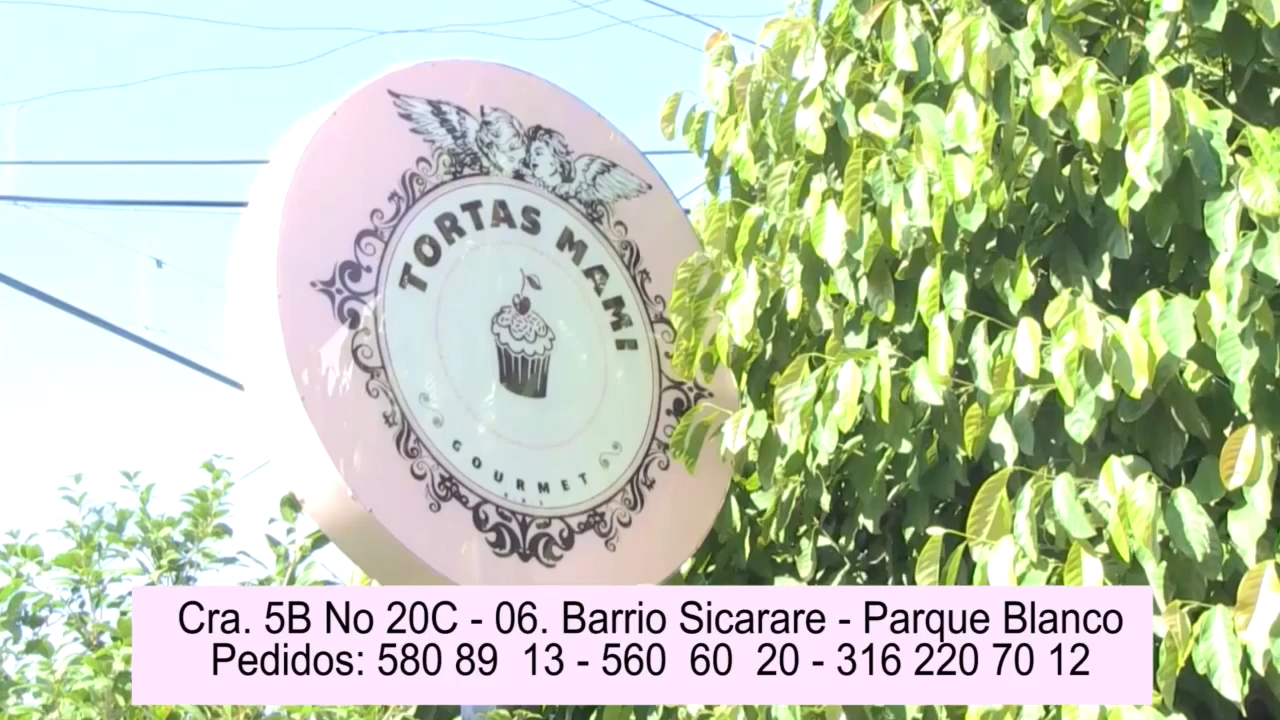 TORTAS MAMI
GOURMET
Cra. 5B No 20C - 06. Barrio Sicarare - Parque Blanco
Pedidos: 580 89 13 - 560 60 20 - 316 220 70 12